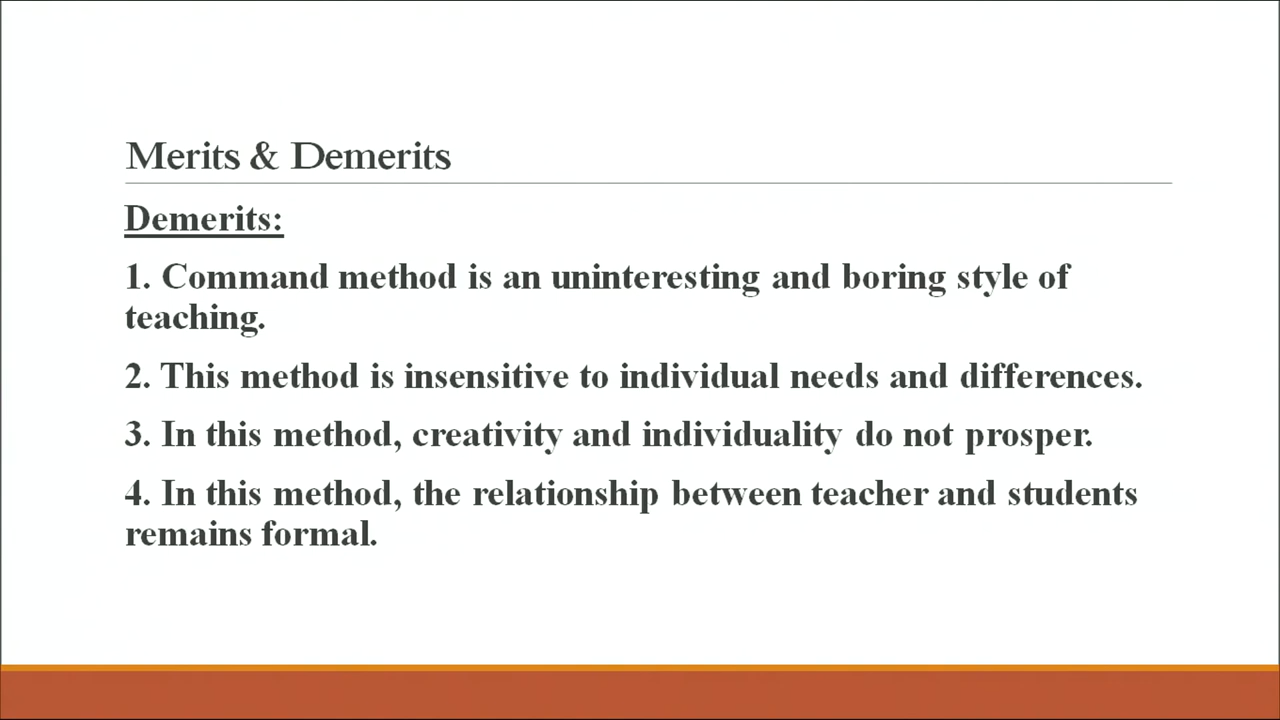 Merits & Demerits
Demerits:
1. Command method is an uninteresting and boring style of
teaching.
2. This method is insensitive to individual needs and differences.
3. In this method, creativity and individuality do not prosper.
4. In this method, the relationship between teacher and students
remains formal.